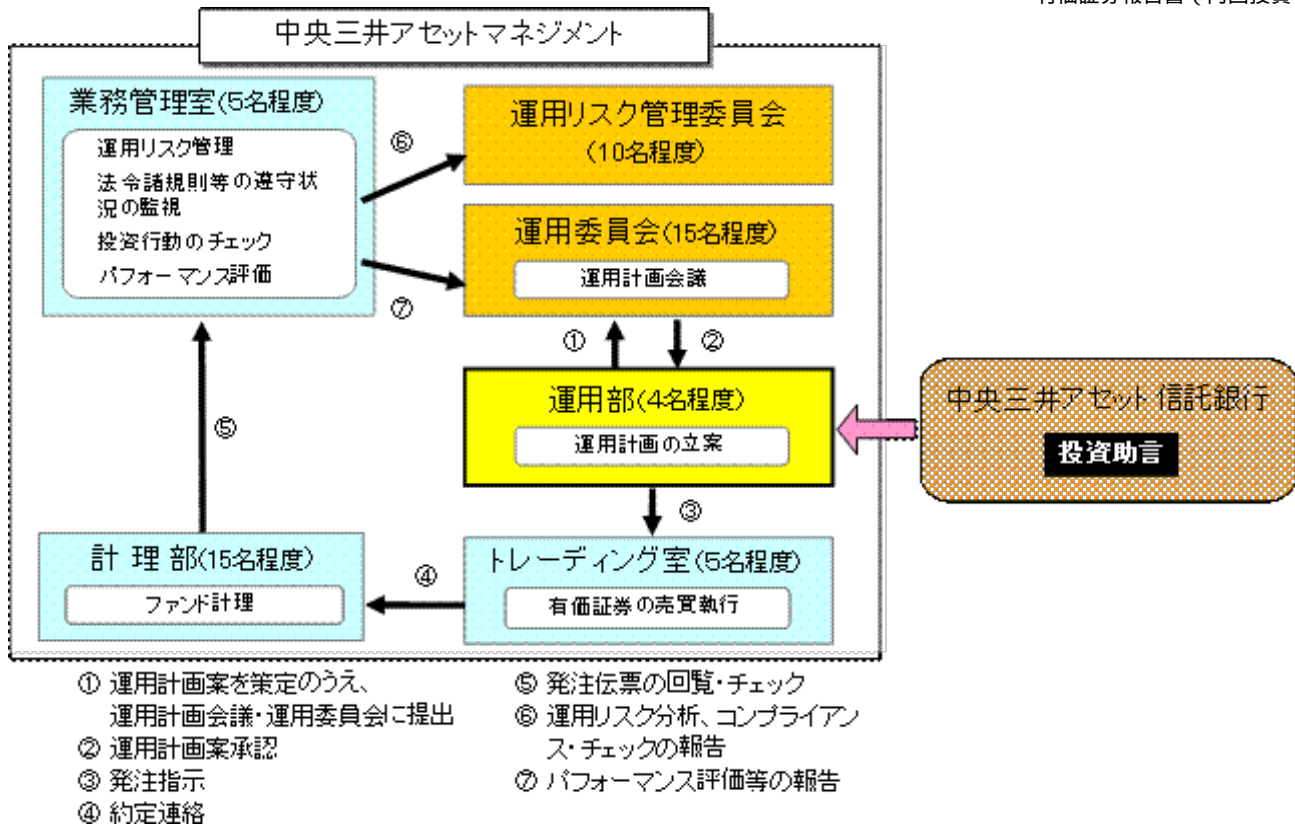 中央三井アセットマネジメント
業務管理室(5名程度)
運用リスク管理
法令諸規則等の遵守状
況の監視
投資行動のチェック
パフォーマンス評価
⑥
⑦
運用リスク管理委員会
(10名程度)
運用委員会(15名程度)
運用計画会議
①
②
運用部(4名程度)
運用計画の立案
中央三井アセット信託銀行
投資助言
⑤
③
計 理 部(15名程度)
ファンド計理
④
トレーディング室(5名程度)
有価証券の売買執行
① 運用計画案を策定のうえ、
運用計画会議・運用委員会に提出
② 運用計画案承認
③ 発注指示
④ 約定連絡
⑤ 発注伝票の回覧・チェック
⑥ 運用リスク分析、コンプライアン
ス・チェックの報告
⑦ パフォーマンス評価等の報告